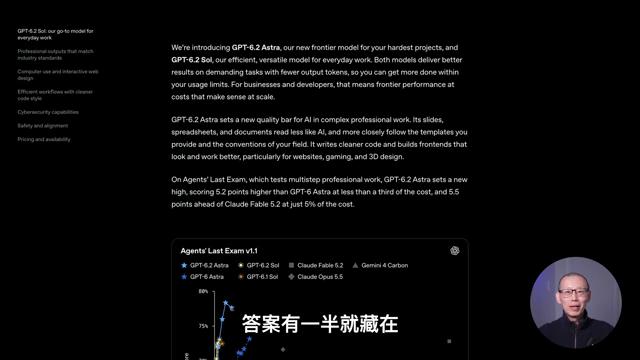 GPT-6.2 Sol: our go-to model for
everyday work
Professional outputs that match
industry standards
Computer use and interactive web
design
Efficient workflows with cleaner
code style
Cybersecurity capabilities
Safety and alignment
Pricing and availability
We're introducing GPT-6.2 Astra, our new frontier model for your hardest projects, and
GPT-6.2 Sol, our efficient, versatile model for everyday work. Both models deliver better
results on demanding tasks with fewer output tokens, so you can get more done within
your usage limits. For businesses and developers, that means frontier performance at
costs that make sense at scale.
GPT-6.2 Astra sets a new quality bar for AI in complex professional work. Its slides,
spreadsheets, and documents read less like AI, and more closely follow the templates you
provide and the conventions of your field. It writes cleaner code and builds frontends that
look and work better, particularly for websites, gaming, and 3D design.
On Agents' Last Exam, which tests multistep professional work, GPT-6.2 Astra sets a new
high, scoring 5.2 points higher than GPT-6 Astra at less than a third of the cost, and 5.5
points ahead of Claude Fable 5.2 at just 5% of the cost.
Agents' Last Exam v1.1
GPT-6.2 Astra GPT-6.2 Sol Claude Fable 5.2 Gemini 4 Carbon
GPT-6 Astra GPT-6.1 Sol Claude Opus 5.5
80%
75%
70%
答案有一半就藏在